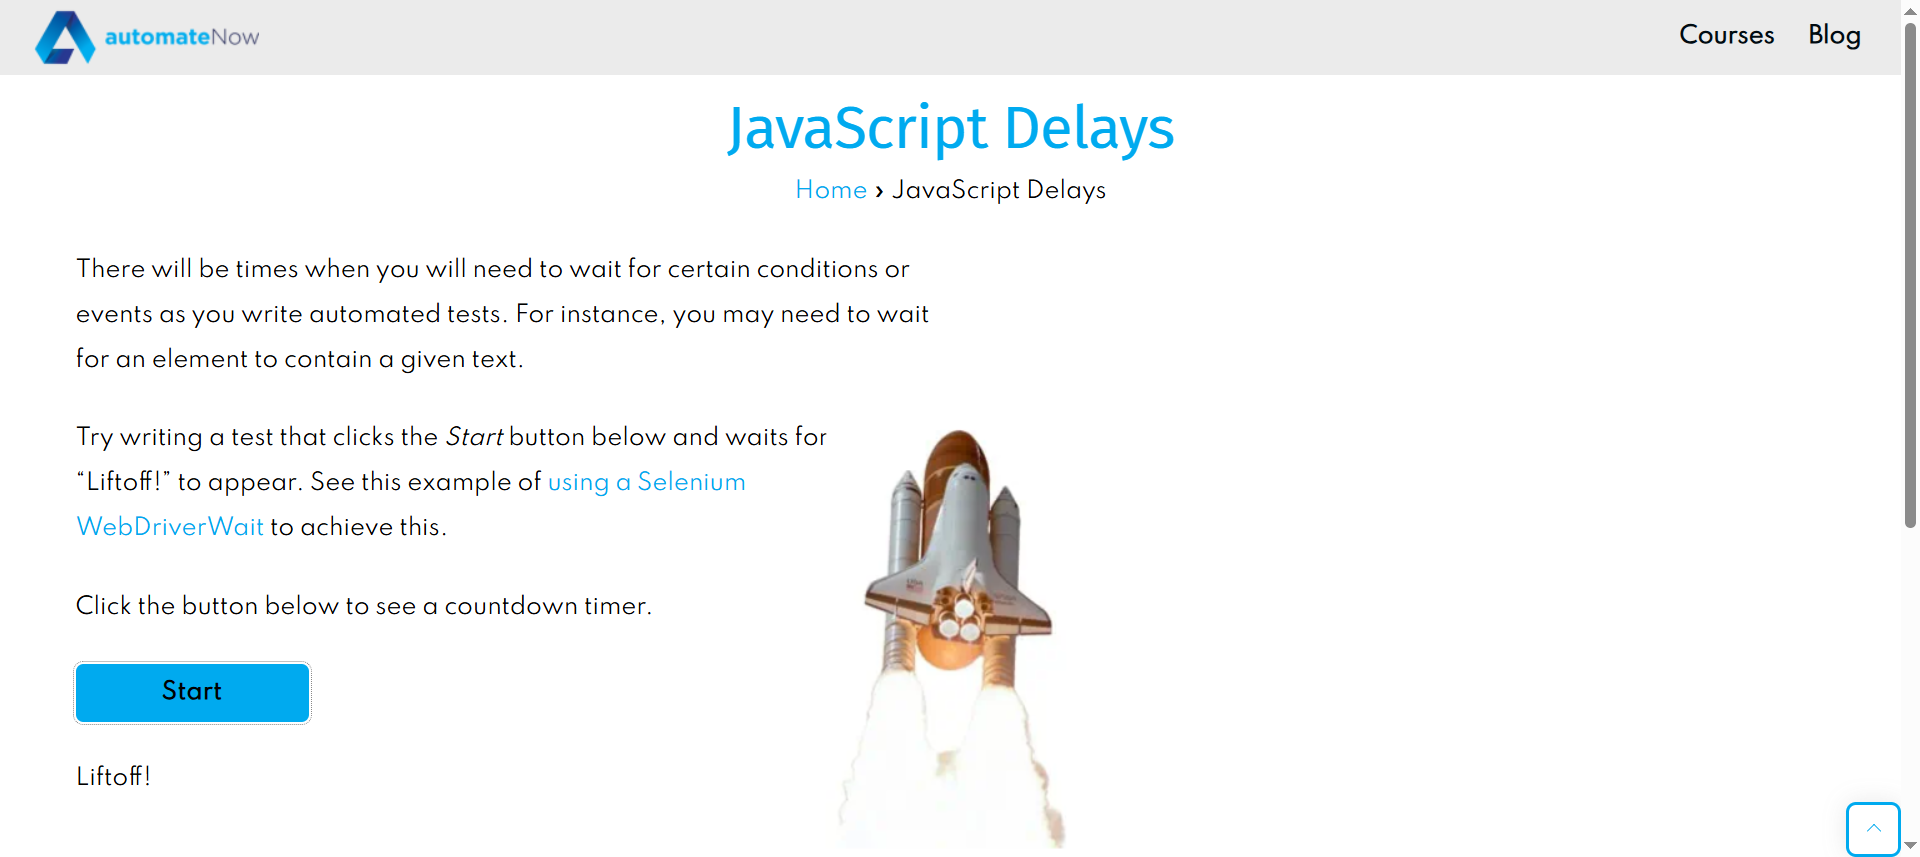 automateNow
Courses
Blog
JavaScript Delays
Home › JavaScript Delays
There will be times when you will need to wait for certain conditions or
events as you write automated tests. For instance, you may need to wait
for an element to contain a given text.
Try writing a test that clicks the Start button below and waits for
“Liftoff!” to appear. See this example of using a Selenium
WebDriverWait to achieve this.
Click the button below to see a countdown timer.
Start
Liftoff!